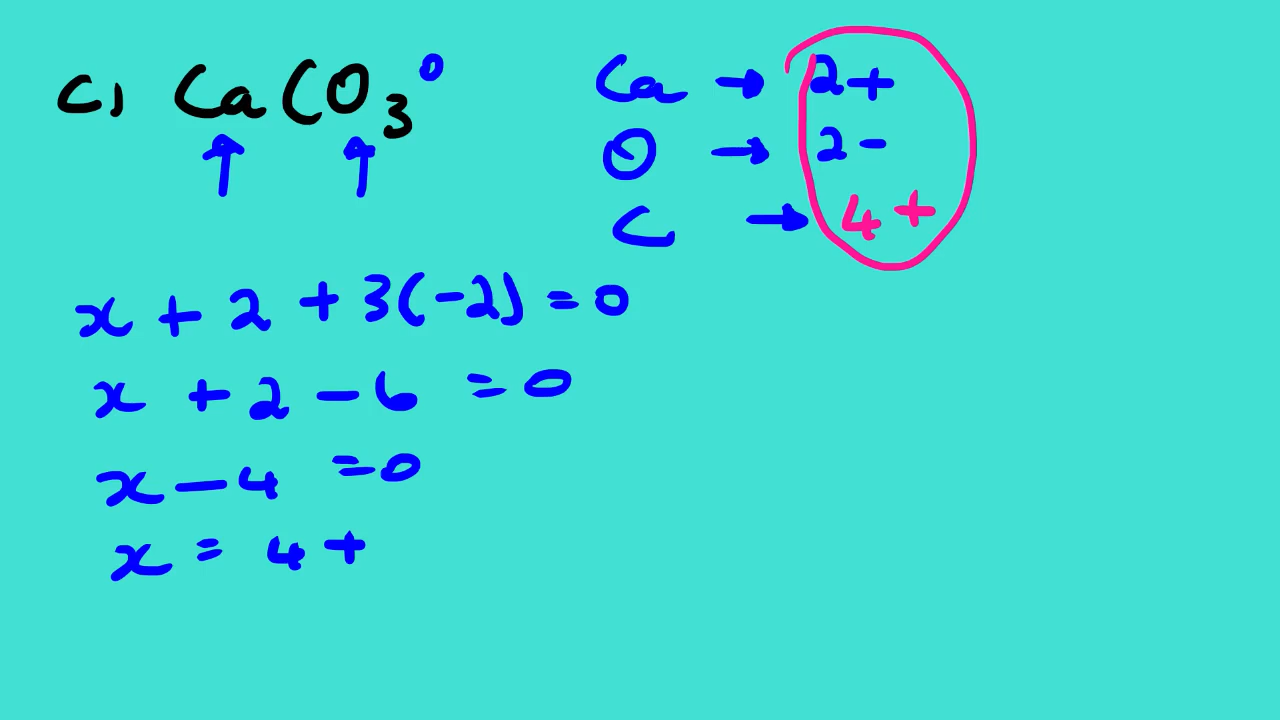 c) CaCO₃⁰
Ca → 2+
O → 2-
C → 4+
x + 2 + 3(-2) = 0
x + 2 - 6 = 0
x - 4 = 0
x = 4+